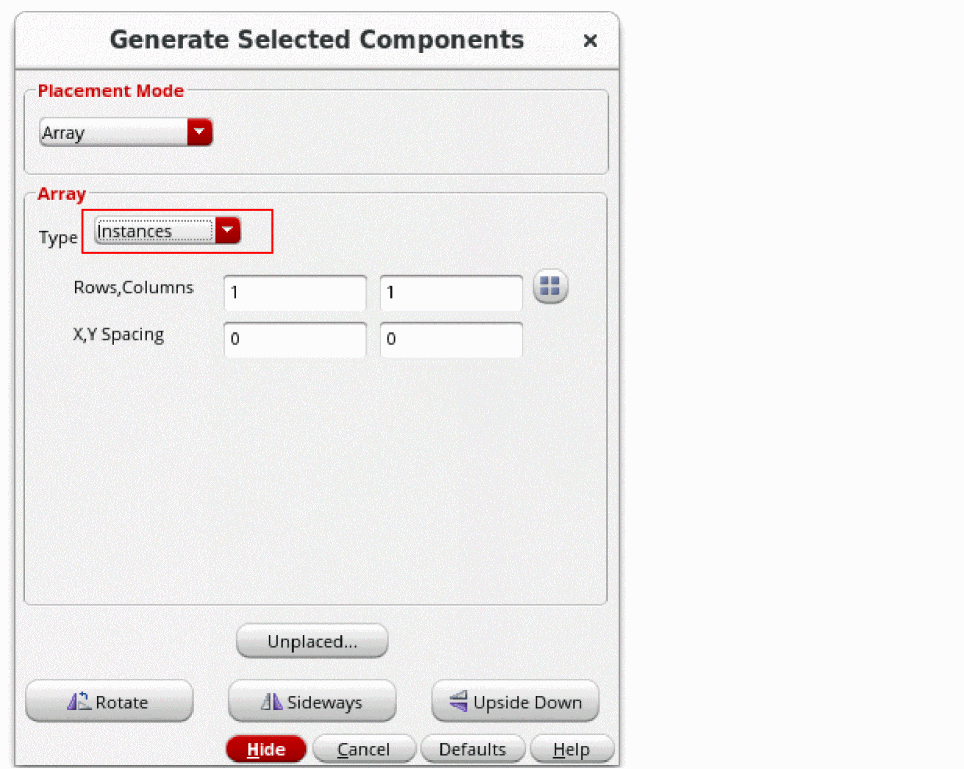 Generate Selected Components ×
Placement Mode
Array
Array
Type Instances
Rows,Columns 1 1
X,Y Spacing 0 0
Unplaced...
Rotate Sideways Upside Down
Hide Cancel Defaults Help